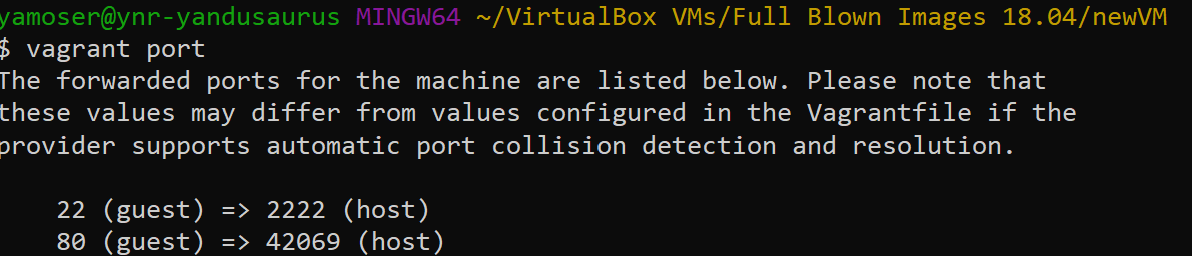 yamoser@ynr-yandusaurus MINGW64 ~/VirtualBox VMs/Full Blown Images 18.04/newVM
$ vagrant port
The forwarded ports for the machine are listed below. Please note that
these values may differ from values configured in the Vagrantfile if the
provider supports automatic port collision detection and resolution.
22 (guest) => 2222 (host)
80 (guest) => 42069 (host)